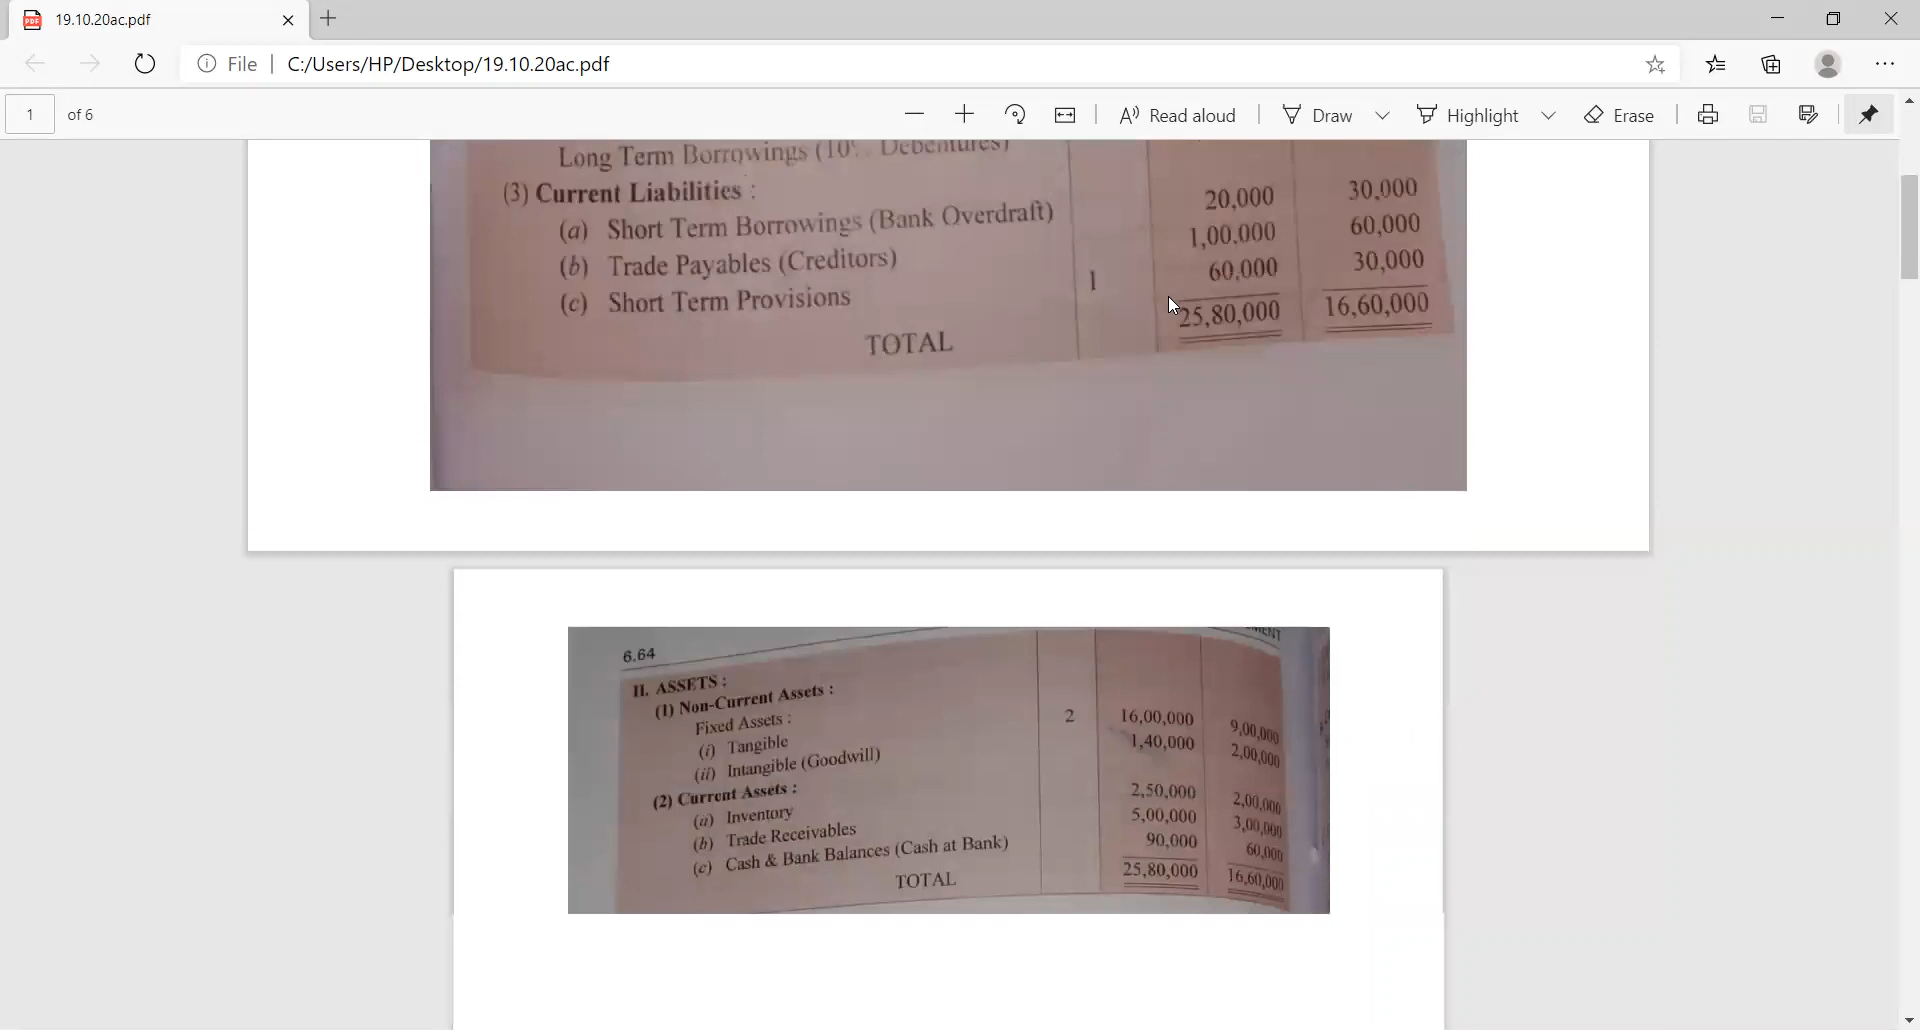 19.10.20ac.pdf
File | C:/Users/HP/Desktop/19.10.20ac.pdf
1 of 6 Read aloud Draw Highlight Erase
Long Term Borrowings (10% Debentures)
(3) Current Liabilities :
(a) Short Term Borrowings (Bank Overdraft) 20,000 30,000
(b) Trade Payables (Creditors) 1,00,000 60,000
(c) Short Term Provisions 1 60,000 30,000
TOTAL 25,80,000 16,60,000
6.64
II. ASSETS :
(1) Non-Current Assets :
Fixed Assets :
(i) Tangible 2 16,00,000 9,00,000
(ii) Intangible (Goodwill) 1,40,000 2,00,000
(2) Current Assets :
(a) Inventory 2,50,000 2,00,000
(b) Trade Receivables 5,00,000 3,00,000
(c) Cash & Bank Balances (Cash at Bank) 90,000 60,000
TOTAL 25,80,000 16,60,000